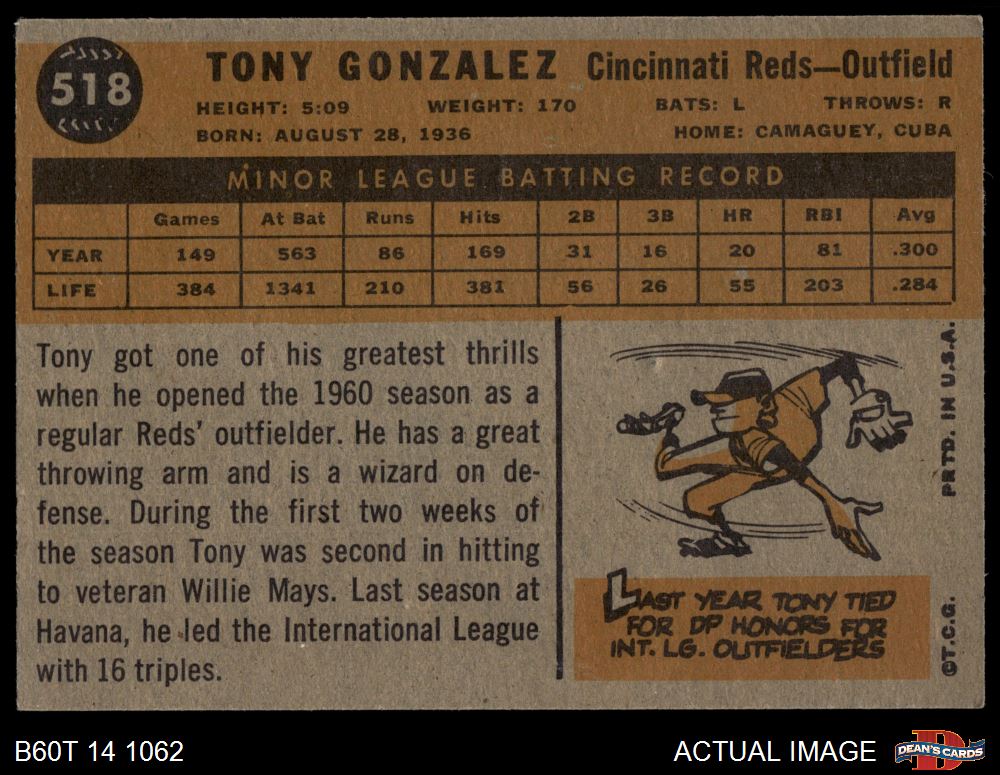 518
TONY GONZALEZ Cincinnati Reds—Outfield
HEIGHT: 5:09 WEIGHT: 170 BATS: L THROWS: R
BORN: AUGUST 28, 1936 HOME: CAMAGUEY, CUBA
MINOR LEAGUE BATTING RECORD
Games At Bat Runs Hits 2B 3B HR RBI Avg
YEAR 149 563 86 169 31 16 20 81 .300
LIFE 384 1341 210 381 56 26 55 203 .284
Tony got one of his greatest thrills
when he opened the 1960 season as a
regular Reds' outfielder. He has a great
throwing arm and is a wizard on de-
fense. During the first two weeks of
the season Tony was second in hitting
to veteran Willie Mays. Last season at
Havana, he led the International League
with 16 triples.
LAST YEAR TONY TIED
FOR DP HONORS FOR
INT. LG. OUTFIELDERS
©T.C.G. PRTD. IN U.S.A.
B60T 14 1062 ACTUAL IMAGE DEAN'S CARDS